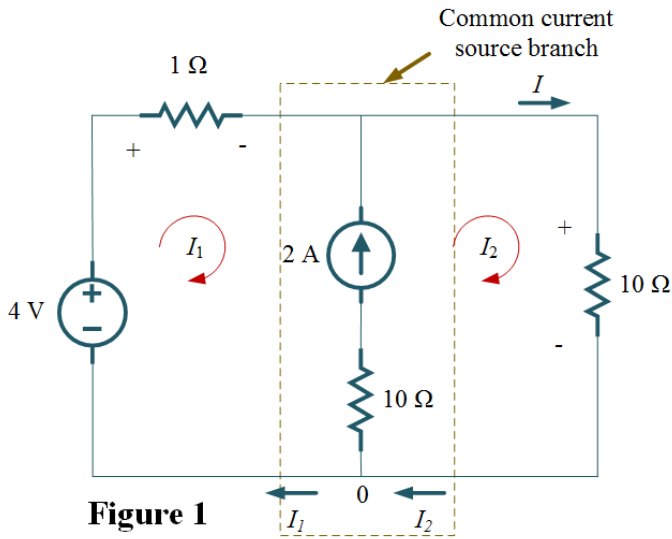 Common current
source branch
1 Ω
I
+ -
I1
2 A
I2
+
10 Ω
-
4 V
+
−
10 Ω
0
I1
I2
Figure 1